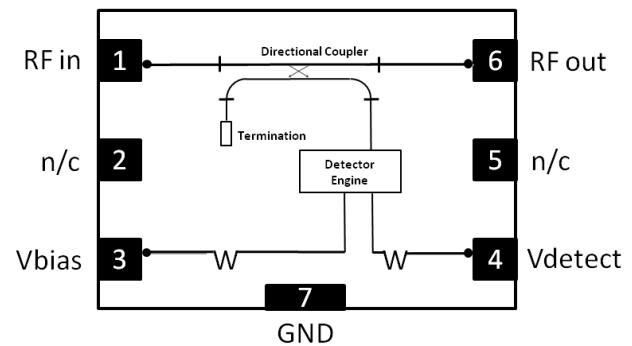 Directional Coupler
RF in 1
6 RF out
Termination
n/c 2
Detector
Engine
5 n/c
Vbias 3
4 Vdetect
7
GND